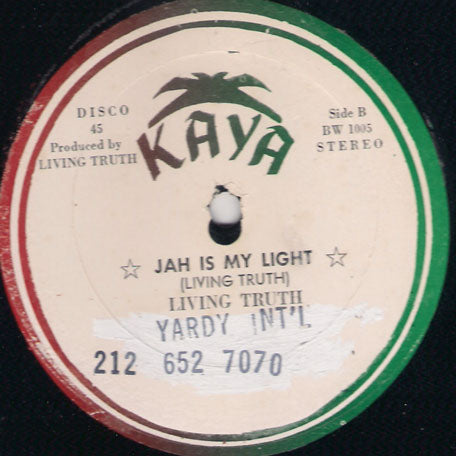 KAYA
DISCO
45
Produced by
LIVING TRUTH
Side B
BW 1005
STEREO
JAH IS MY LIGHT
(LIVING TRUTH)
LIVING TRUTH
YARDY INT'L
212 652 7070